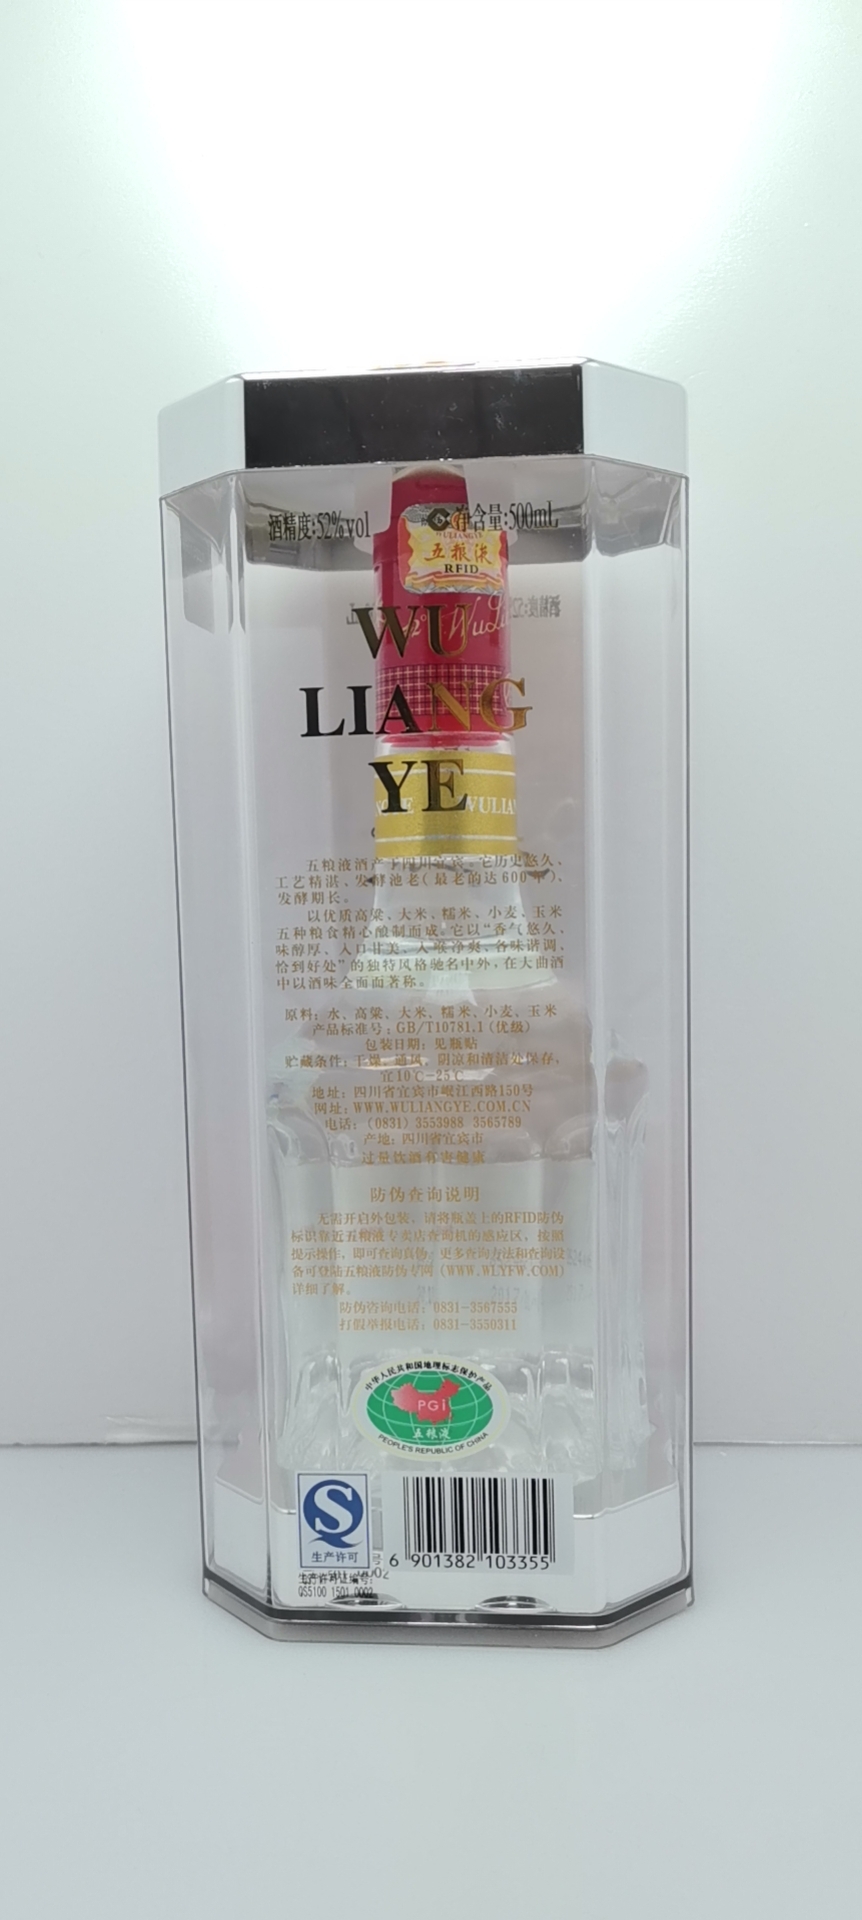 酒精度:52%vol
净含量:500mL
五粮液
RFID
WU
LIANG
YE
五粮液酒产于四川宜宾,它历史悠久、
工艺精湛、发酵池老(最老的达600年)、
发酵期长。
以优质高粱、大米、糯米、小麦、玉米
五种粮食精心酿制而成。它以“香气悠久、
味醇厚、入口甘美、入喉净爽、各味谐调、
恰到好处”的独特风格驰名中外,在大曲酒
中以酒味全面而著称。
原料:水、高粱、大米、糯米、小麦、玉米
产品标准号:GB/T10781.1(优级)
包装日期:见瓶贴
贮藏条件:干燥、通风、阴凉和清洁处保存,
宜10℃-25℃
地址:四川省宜宾市岷江西路150号
网址:WWW.WULIANGYE.COM.CN
电话:(0831) 3553988 3565789
产地:四川省宜宾市
过量饮酒有害健康
防伪查询说明
无需开启外包装,请将瓶盖上的RFID防伪
标识靠近五粮液专卖店查询机的感应区,按照
提示操作,即可查询真伪。更多查询方法和查询设
备可登陆五粮液防伪专网(WWW.WLYFW.COM)
详细了解。
防伪咨询电话:0831-3567555
打假举报电话:0831-3550311
中华人民共和国地理标志保护产品
PGI
五粮液
PEOPLE'S REPUBLIC OF CHINA
生产许可
6 901382 103355
生产许可证编号:
QS5100 1501 0002